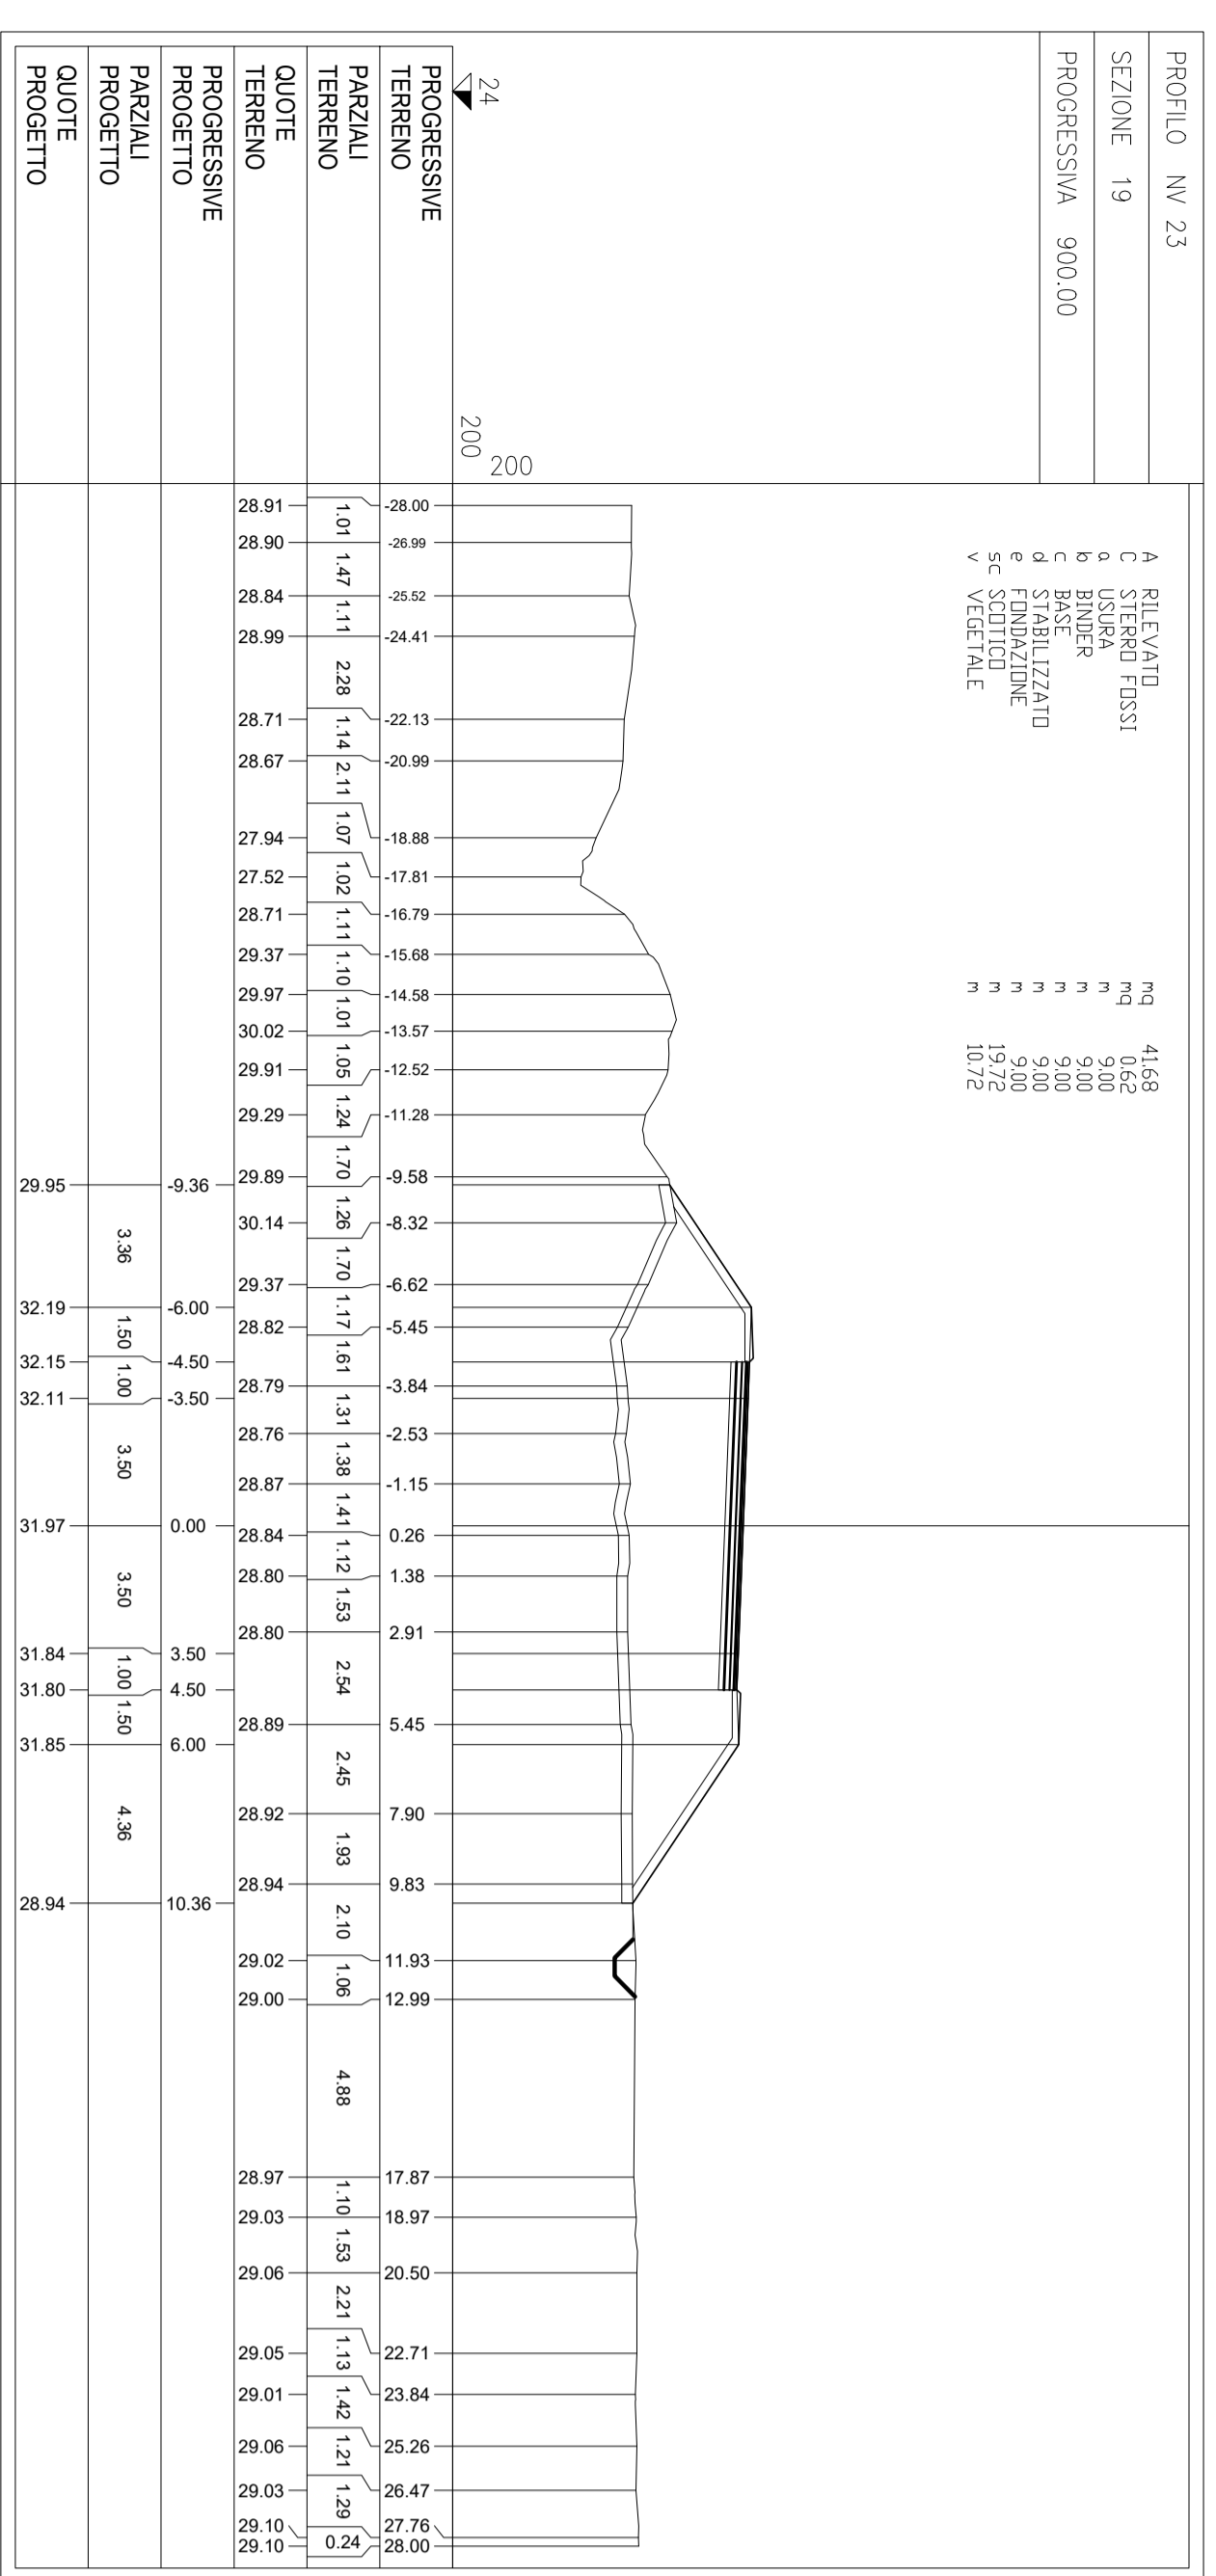 PROFILO NV 23
SEZIONE 19
PROGRESSIVA 900.00
A RILEVATO mq 41.68
C STERRO FOSSI mq 0.62
a USURA m 9.00
b BINDER m 9.00
c BASE m 9.00
d STABILIZZATO m 9.00
e FONDAZIONE m 9.00
sc SCOTICO m 19.72
v VEGETALE m 10.72
24
200
200
PROGRESSIVE TERRENO
-28.00 -26.99 -25.52 -24.41 -22.13 -20.99 -18.88 -17.81 -16.79 -15.68 -14.58 -13.57 -12.52 -11.28 -9.58 -8.32 -6.62 -5.45 -3.84 -2.53 -1.15 0.26 1.38 2.91 5.45 7.90 9.83 11.93 12.99 17.87 18.97 20.50 22.71 23.84 25.26 26.47 27.76 28.00
PARZIALI TERRENO
1.01 1.47 1.11 2.28 1.14 2.11 1.07 1.02 1.11 1.10 1.01 1.05 1.24 1.70 1.26 1.70 1.17 1.61 1.31 1.38 1.41 1.12 1.53 2.54 2.45 1.93 2.10 1.06 4.88 1.10 1.53 2.21 1.13 1.42 1.21 1.29 0.24
QUOTE TERRENO
28.91 28.90 28.84 28.99 28.71 28.67 27.94 27.52 28.71 29.37 29.97 30.02 29.91 29.29 29.89 30.14 29.37 28.82 28.79 28.76 28.87 28.84 28.80 28.80 28.89 28.92 28.94 29.02 29.00 28.97 29.03 29.06 29.05 29.01 29.06 29.03 29.10 29.10
PROGRESSIVE PROGETTO
-9.36 -6.00 -4.50 -3.50 0.00 3.50 4.50 6.00 10.36
PARZIALI PROGETTO
3.36 1.50 1.00 3.50 3.50 1.00 1.50 4.36
QUOTE PROGETTO
29.95 32.19 32.15 32.11 31.97 31.84 31.80 31.85 28.94